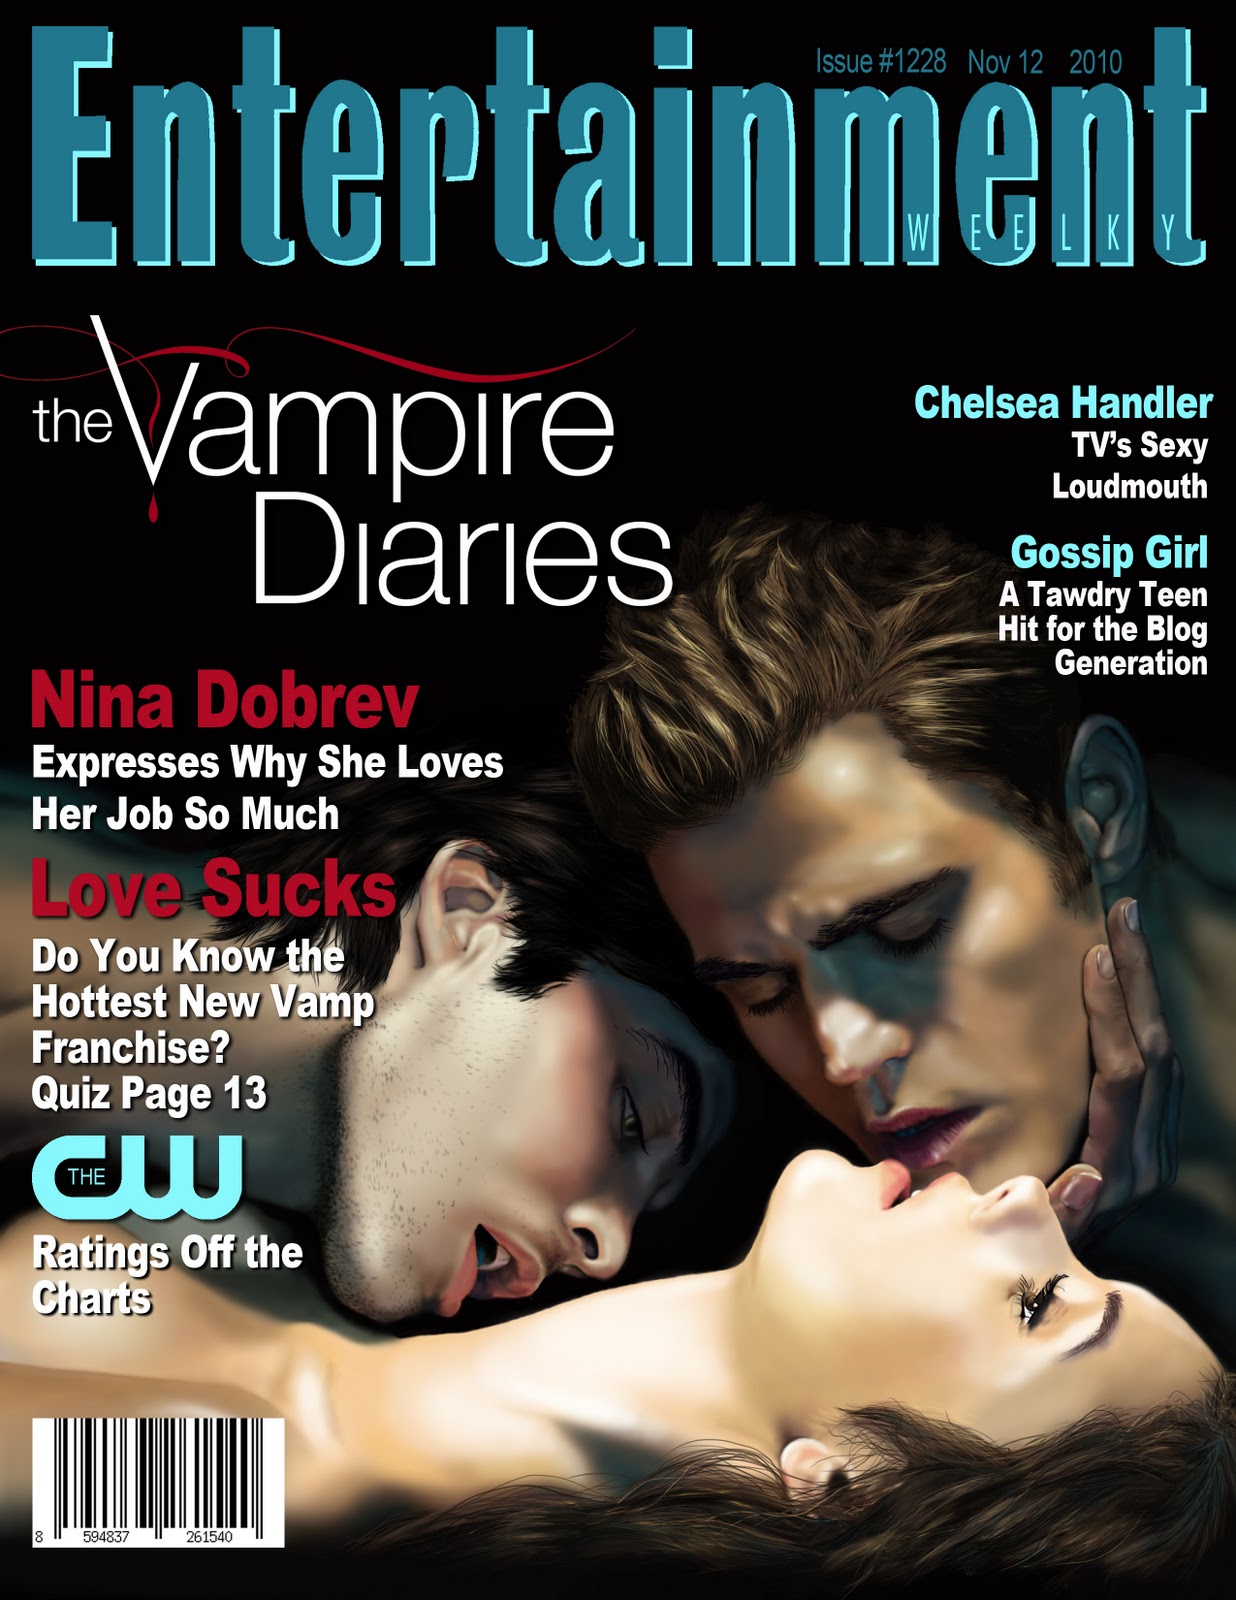 Issue #1228 Nov 12 2010
Entertainment
WEELKY
the Vampire
Diaries
Chelsea Handler
TV's Sexy
Loudmouth
Gossip Girl
A Tawdry Teen
Hit for the Blog
Generation
Nina Dobrev
Expresses Why She Loves
Her Job So Much
Love Sucks
Do You Know the
Hottest New Vamp
Franchise?
Quiz Page 13
THE CW
Ratings Off the
Charts
8 594837 261540